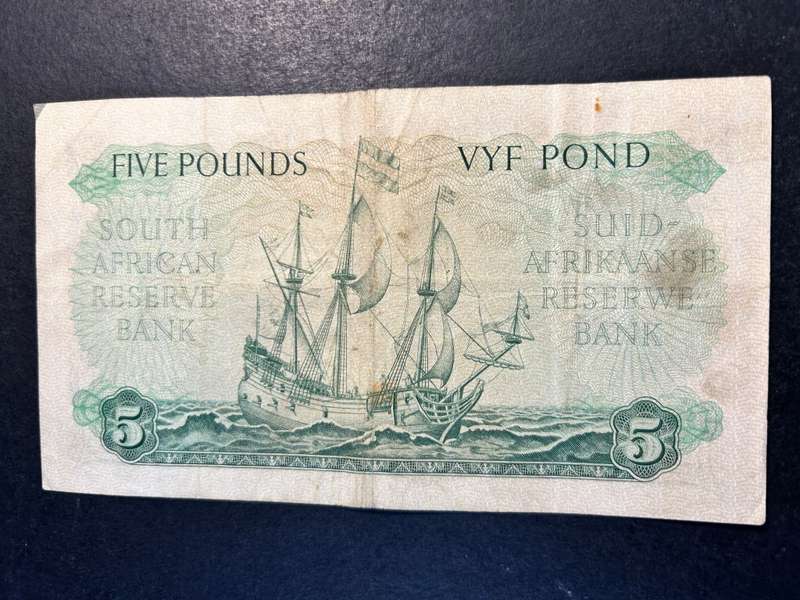 FIVE POUNDS
VYF POND
SOUTH
AFRICAN
RESERVE
BANK
SUID-
AFRIKAANSE
RESERWE-
BANK
5
5